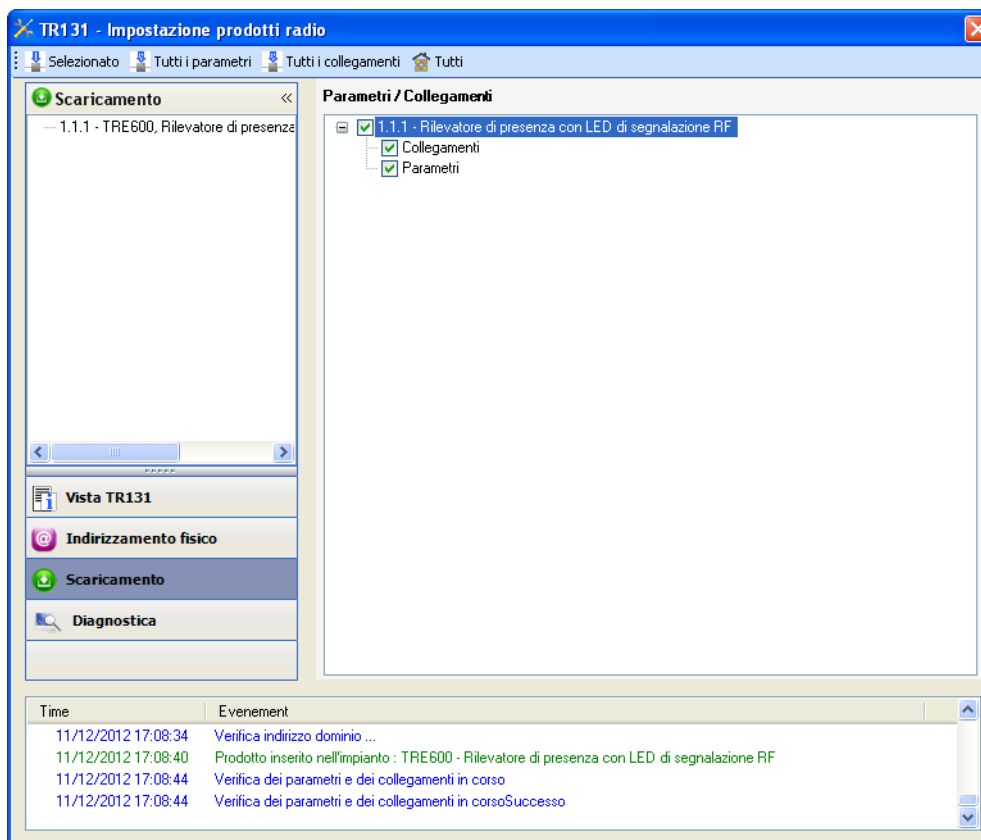 TR131 - Impostazione prodotti radio
Selezionato Tutti i parametri Tutti i collegamenti Tutti
Scaricamento «
1.1.1 - TRE600, Rilevatore di presenza
Vista TR131
Indirizzamento fisico
Scaricamento
Diagnostica
Parametri / Collegamenti
1.1.1 - Rilevatore di presenza con LED di segnalazione RF
Collegamenti
Parametri
Time Evenement
11/12/2012 17:08:34 Verifica indirizzo dominio ...
11/12/2012 17:08:40 Prodotto inserito nell'impianto : TRE600 - Rilevatore di presenza con LED di segnalazione RF
11/12/2012 17:08:44 Verifica dei parametri e dei collegamenti in corso
11/12/2012 17:08:44 Verifica dei parametri e dei collegamenti in corsoSuccesso